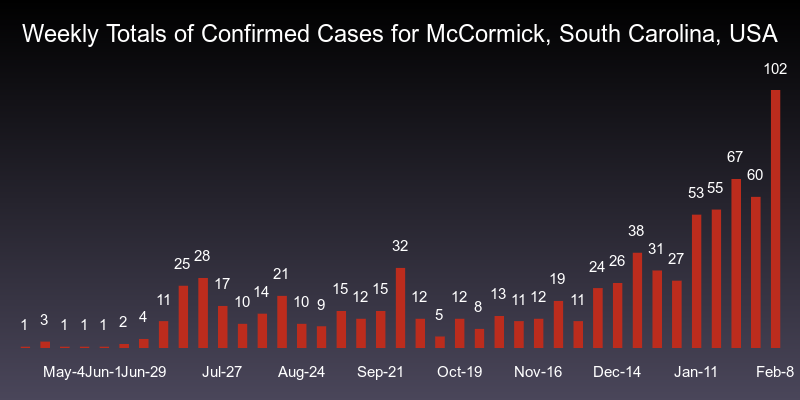 Weekly Totals of Confirmed Cases for McCormick, South Carolina, USA
1 3 1 1 1 2 4 11 25 28 17 10 14 21 10 9 15 12 15 32 12 5 12 8 13 11 12 19 11 24 26 38 31 27 53 55 67 60 102
May-4 Jun-1 Jun-29 Jul-27 Aug-24 Sep-21 Oct-19 Nov-16 Dec-14 Jan-11 Feb-8